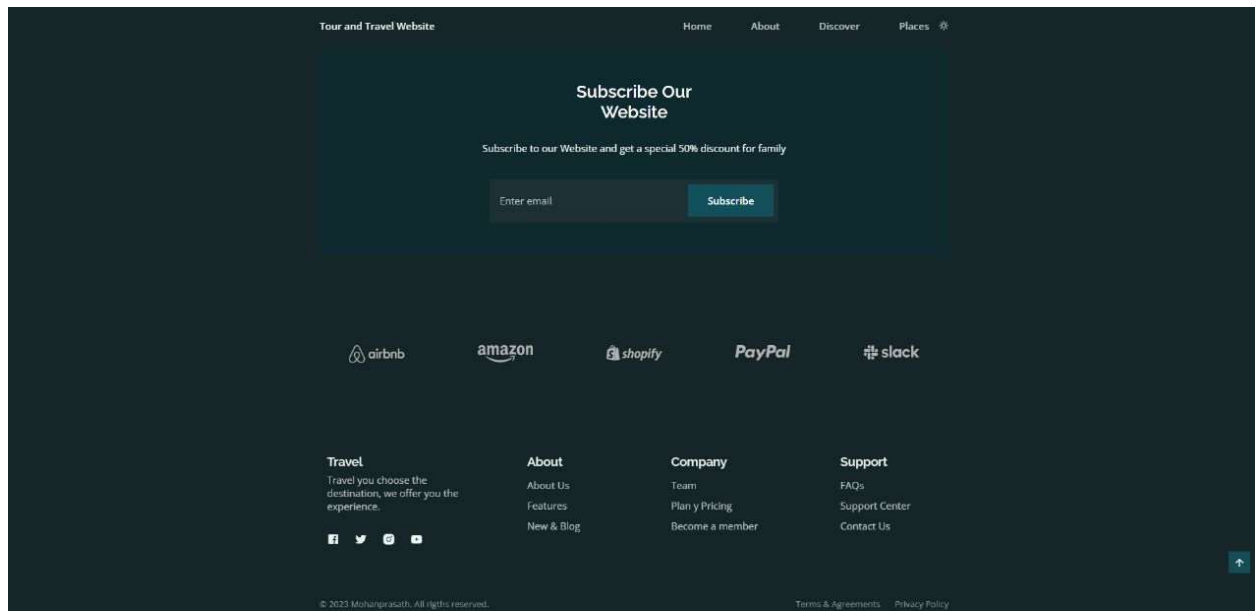 Tour and Travel Website
Home About Discover Places
Subscribe Our
Website
Subscribe to our Website and get a special 50% discount for family
Enter email Subscribe
airbnb amazon shopify PayPal slack
Travel
Travel you choose the
destination, we offer you the
experience.
About
About Us
Features
New & Blog
Company
Team
Plan y Pricing
Become a member
Support
FAQs
Support Center
Contact Us
© 2023 Mohanprasath. All rigths reserved.
Terms & Agreements Privacy Policy